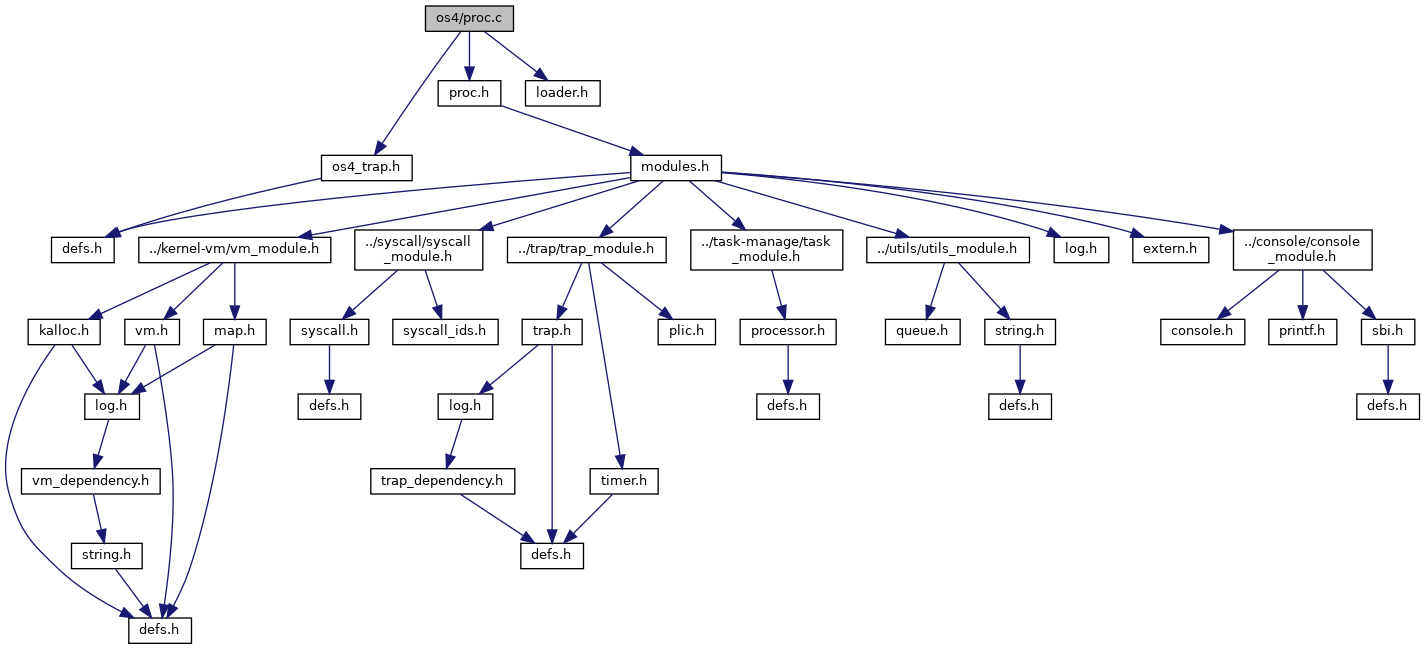 os4/proc.c
proc.h
loader.h
os4_trap.h
modules.h
defs.h
../kernel-vm/vm_module.h
../syscall/syscall
_module.h
../trap/trap_module.h
../task-manage/task
_module.h
../utils/utils_module.h
log.h
extern.h
../console/console
_module.h
kalloc.h
vm.h
map.h
syscall.h
syscall_ids.h
trap.h
plic.h
processor.h
queue.h
string.h
console.h
printf.h
sbi.h
log.h
defs.h
log.h
defs.h
defs.h
defs.h
vm_dependency.h
trap_dependency.h
timer.h
string.h
defs.h
defs.h